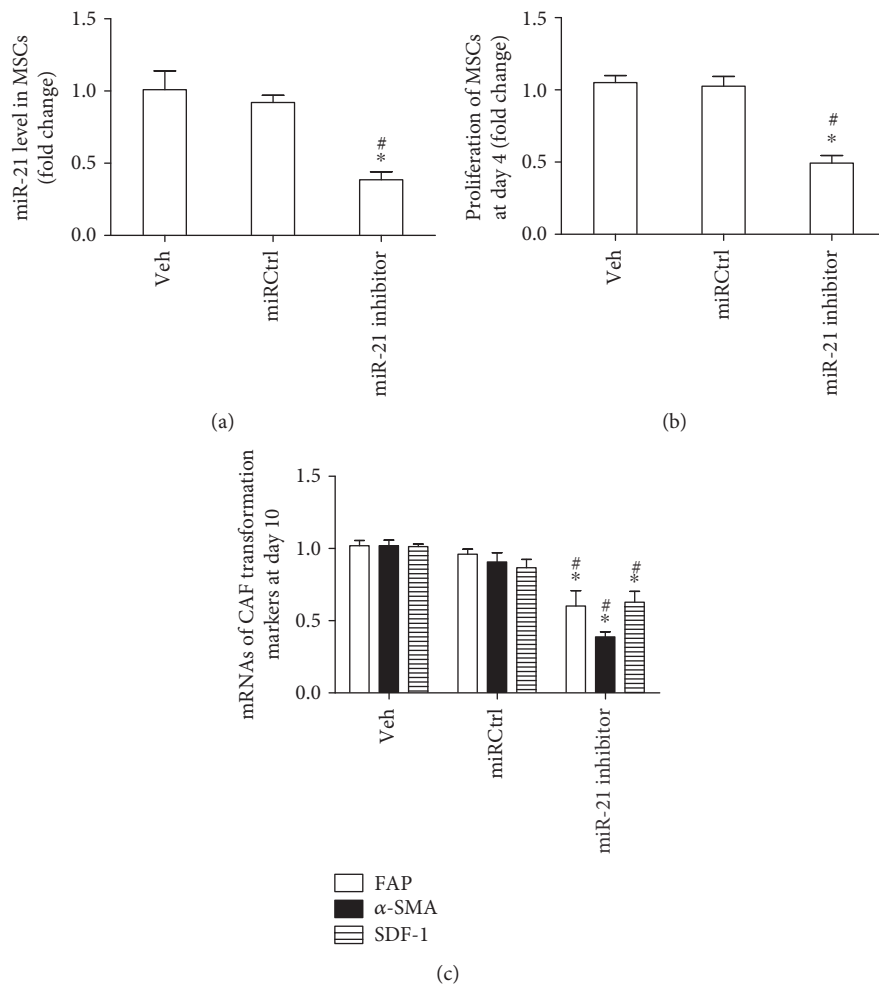 miR-21 level in MSCs
(fold change)
1.5
1.0
0.5
0.0
#
*
Veh
miRCtrl
miR-21 inhibitor
(a)
Proliferation of MSCs
at day 4 (fold change)
1.5
1.0
0.5
0.0
#
*
Veh
miRCtrl
miR-21 inhibitor
(b)
mRNAs of CAF transformation
markers at day 10
1.5
1.0
0.5
0.0
#
*
#
*
#
*
Veh
miRCtrl
miR-21 inhibitor
FAP
α-SMA
SDF-1
(c)